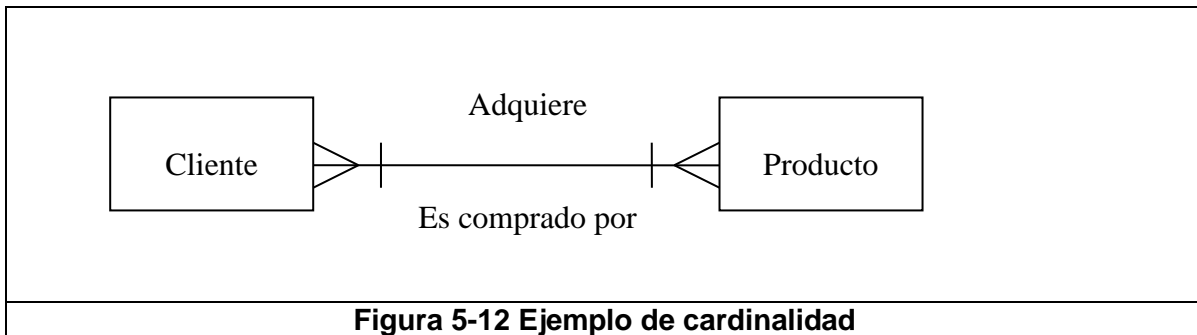 Adquiere
Cliente
Producto
Es comprado por
Figura 5-12 Ejemplo de cardinalidad